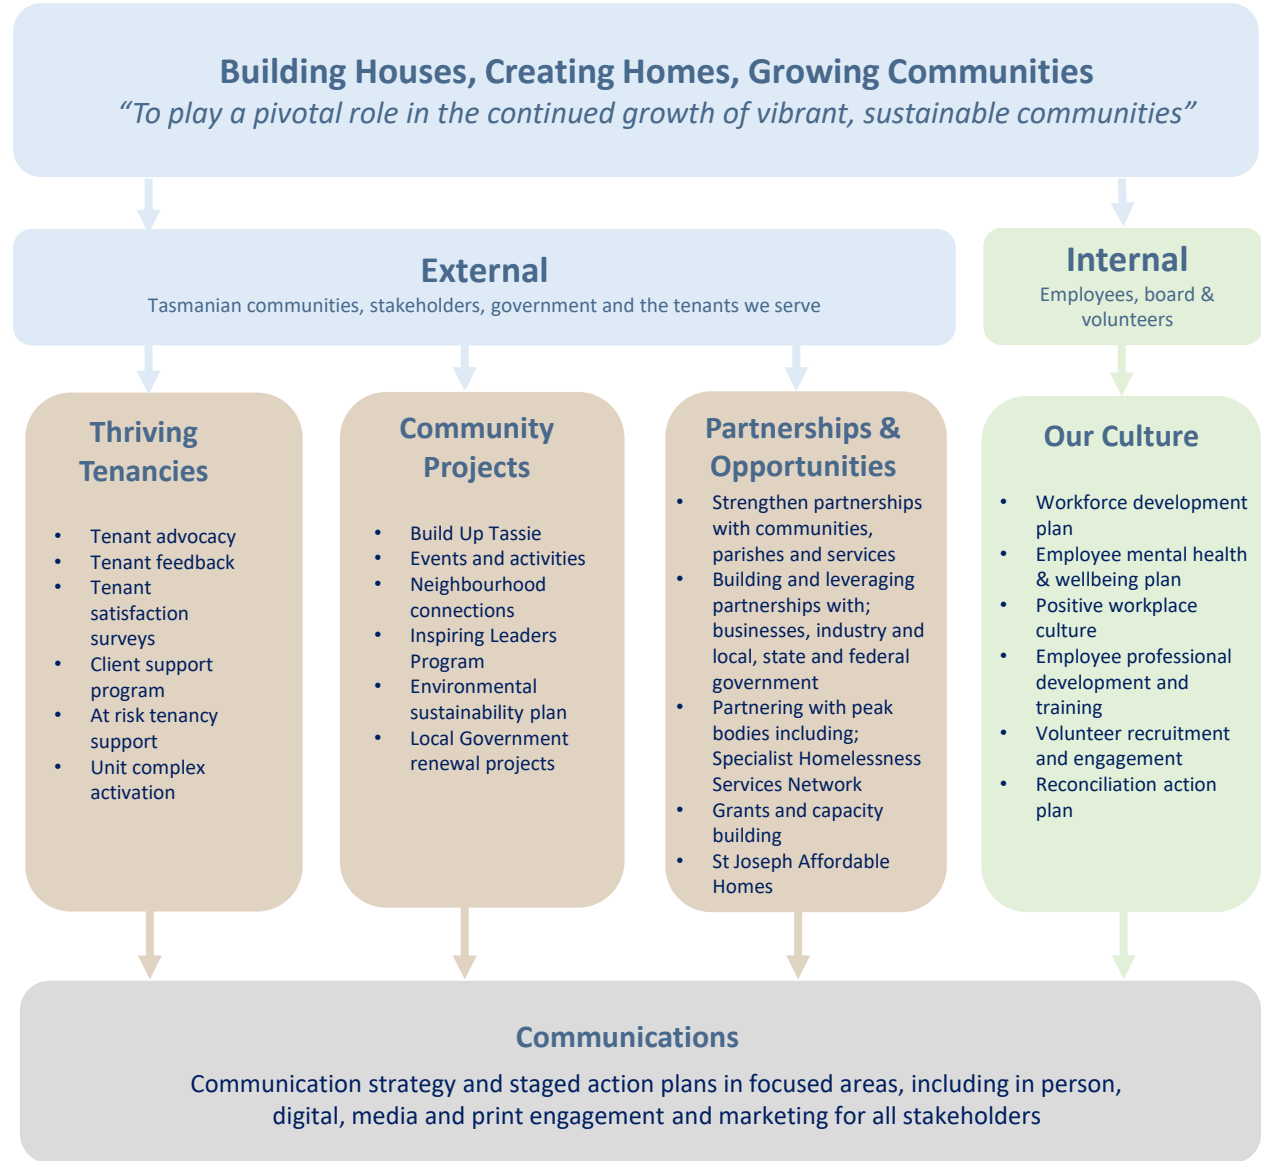 Building Houses, Creating Homes, Growing Communities
“To play a pivotal role in the continued growth of vibrant, sustainable communities”
External
Tasmanian communities, stakeholders, government and the tenants we serve
Internal
Employees, board &
volunteers
Thriving
Tenancies
• Tenant advocacy
• Tenant feedback
• Tenant
satisfaction
surveys
• Client support
program
• At risk tenancy
support
• Unit complex
activation
Community
Projects
• Build Up Tassie
• Events and activities
• Neighbourhood
connections
• Inspiring Leaders
Program
• Environmental
sustainability plan
• Local Government
renewal projects
Partnerships &
Opportunities
• Strengthen partnerships
with communities,
parishes and services
• Building and leveraging
partnerships with;
businesses, industry and
local, state and federal
government
• Partnering with peak
bodies including;
Specialist Homelessness
Services Network
• Grants and capacity
building
• St Joseph Affordable
Homes
Our Culture
• Workforce development
plan
• Employee mental health
& wellbeing plan
• Positive workplace
culture
• Employee professional
development and
training
• Volunteer recruitment
and engagement
• Reconciliation action
plan
Communications
Communication strategy and staged action plans in focused areas, including in person,
digital, media and print engagement and marketing for all stakeholders